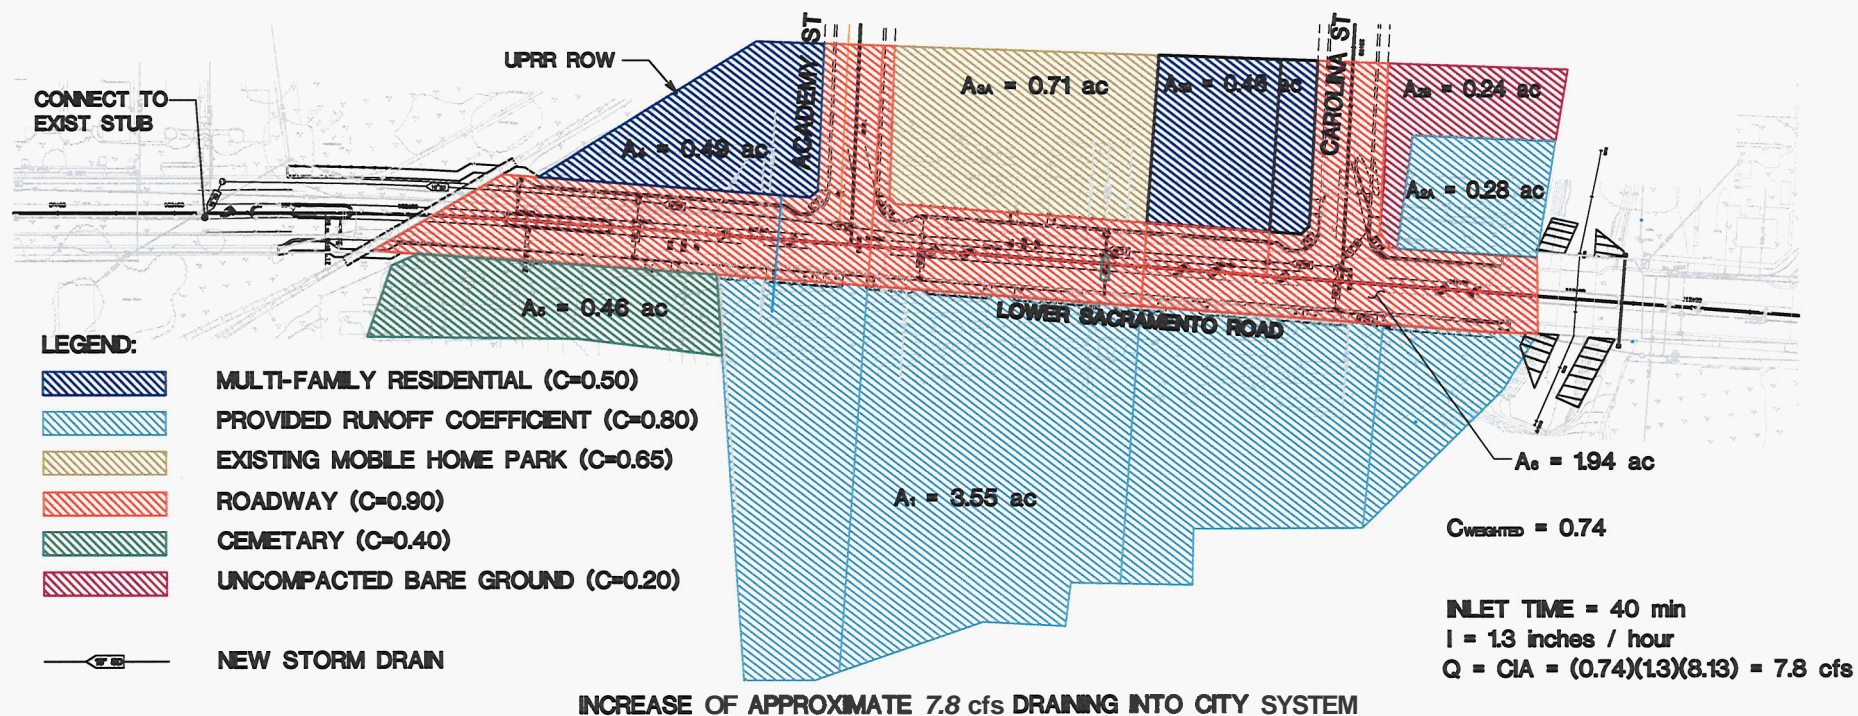 ACADEMY ST
CAROLINA ST
UPRR ROW
CONNECT TO
EXIST STUB
A3A = 0.71 ac
A3B = 0.46 ac
A2B = 0.24 ac
A4 = 0.49 ac
A2A = 0.28 ac
A5 = 0.46 ac
LOWER SACRAMENTO ROAD
A6 = 1.94 ac
A1 = 3.55 ac
LEGEND:
MULTI-FAMILY RESIDENTIAL (C=0.50)
PROVIDED RUNOFF COEFFICIENT (C=0.80)
EXISTING MOBILE HOME PARK (C=0.65)
ROADWAY (C=0.90)
CEMETARY (C=0.40)
UNCOMPACTED BARE GROUND (C=0.20)
NEW STORM DRAIN
CWEIGHTED = 0.74
INLET TIME = 40 min
I = 1.3 inches / hour
Q = CIA = (0.74)(1.3)(8.13) = 7.8 cfs
INCREASE OF APPROXIMATE 7.8 cfs DRAINING INTO CITY SYSTEM